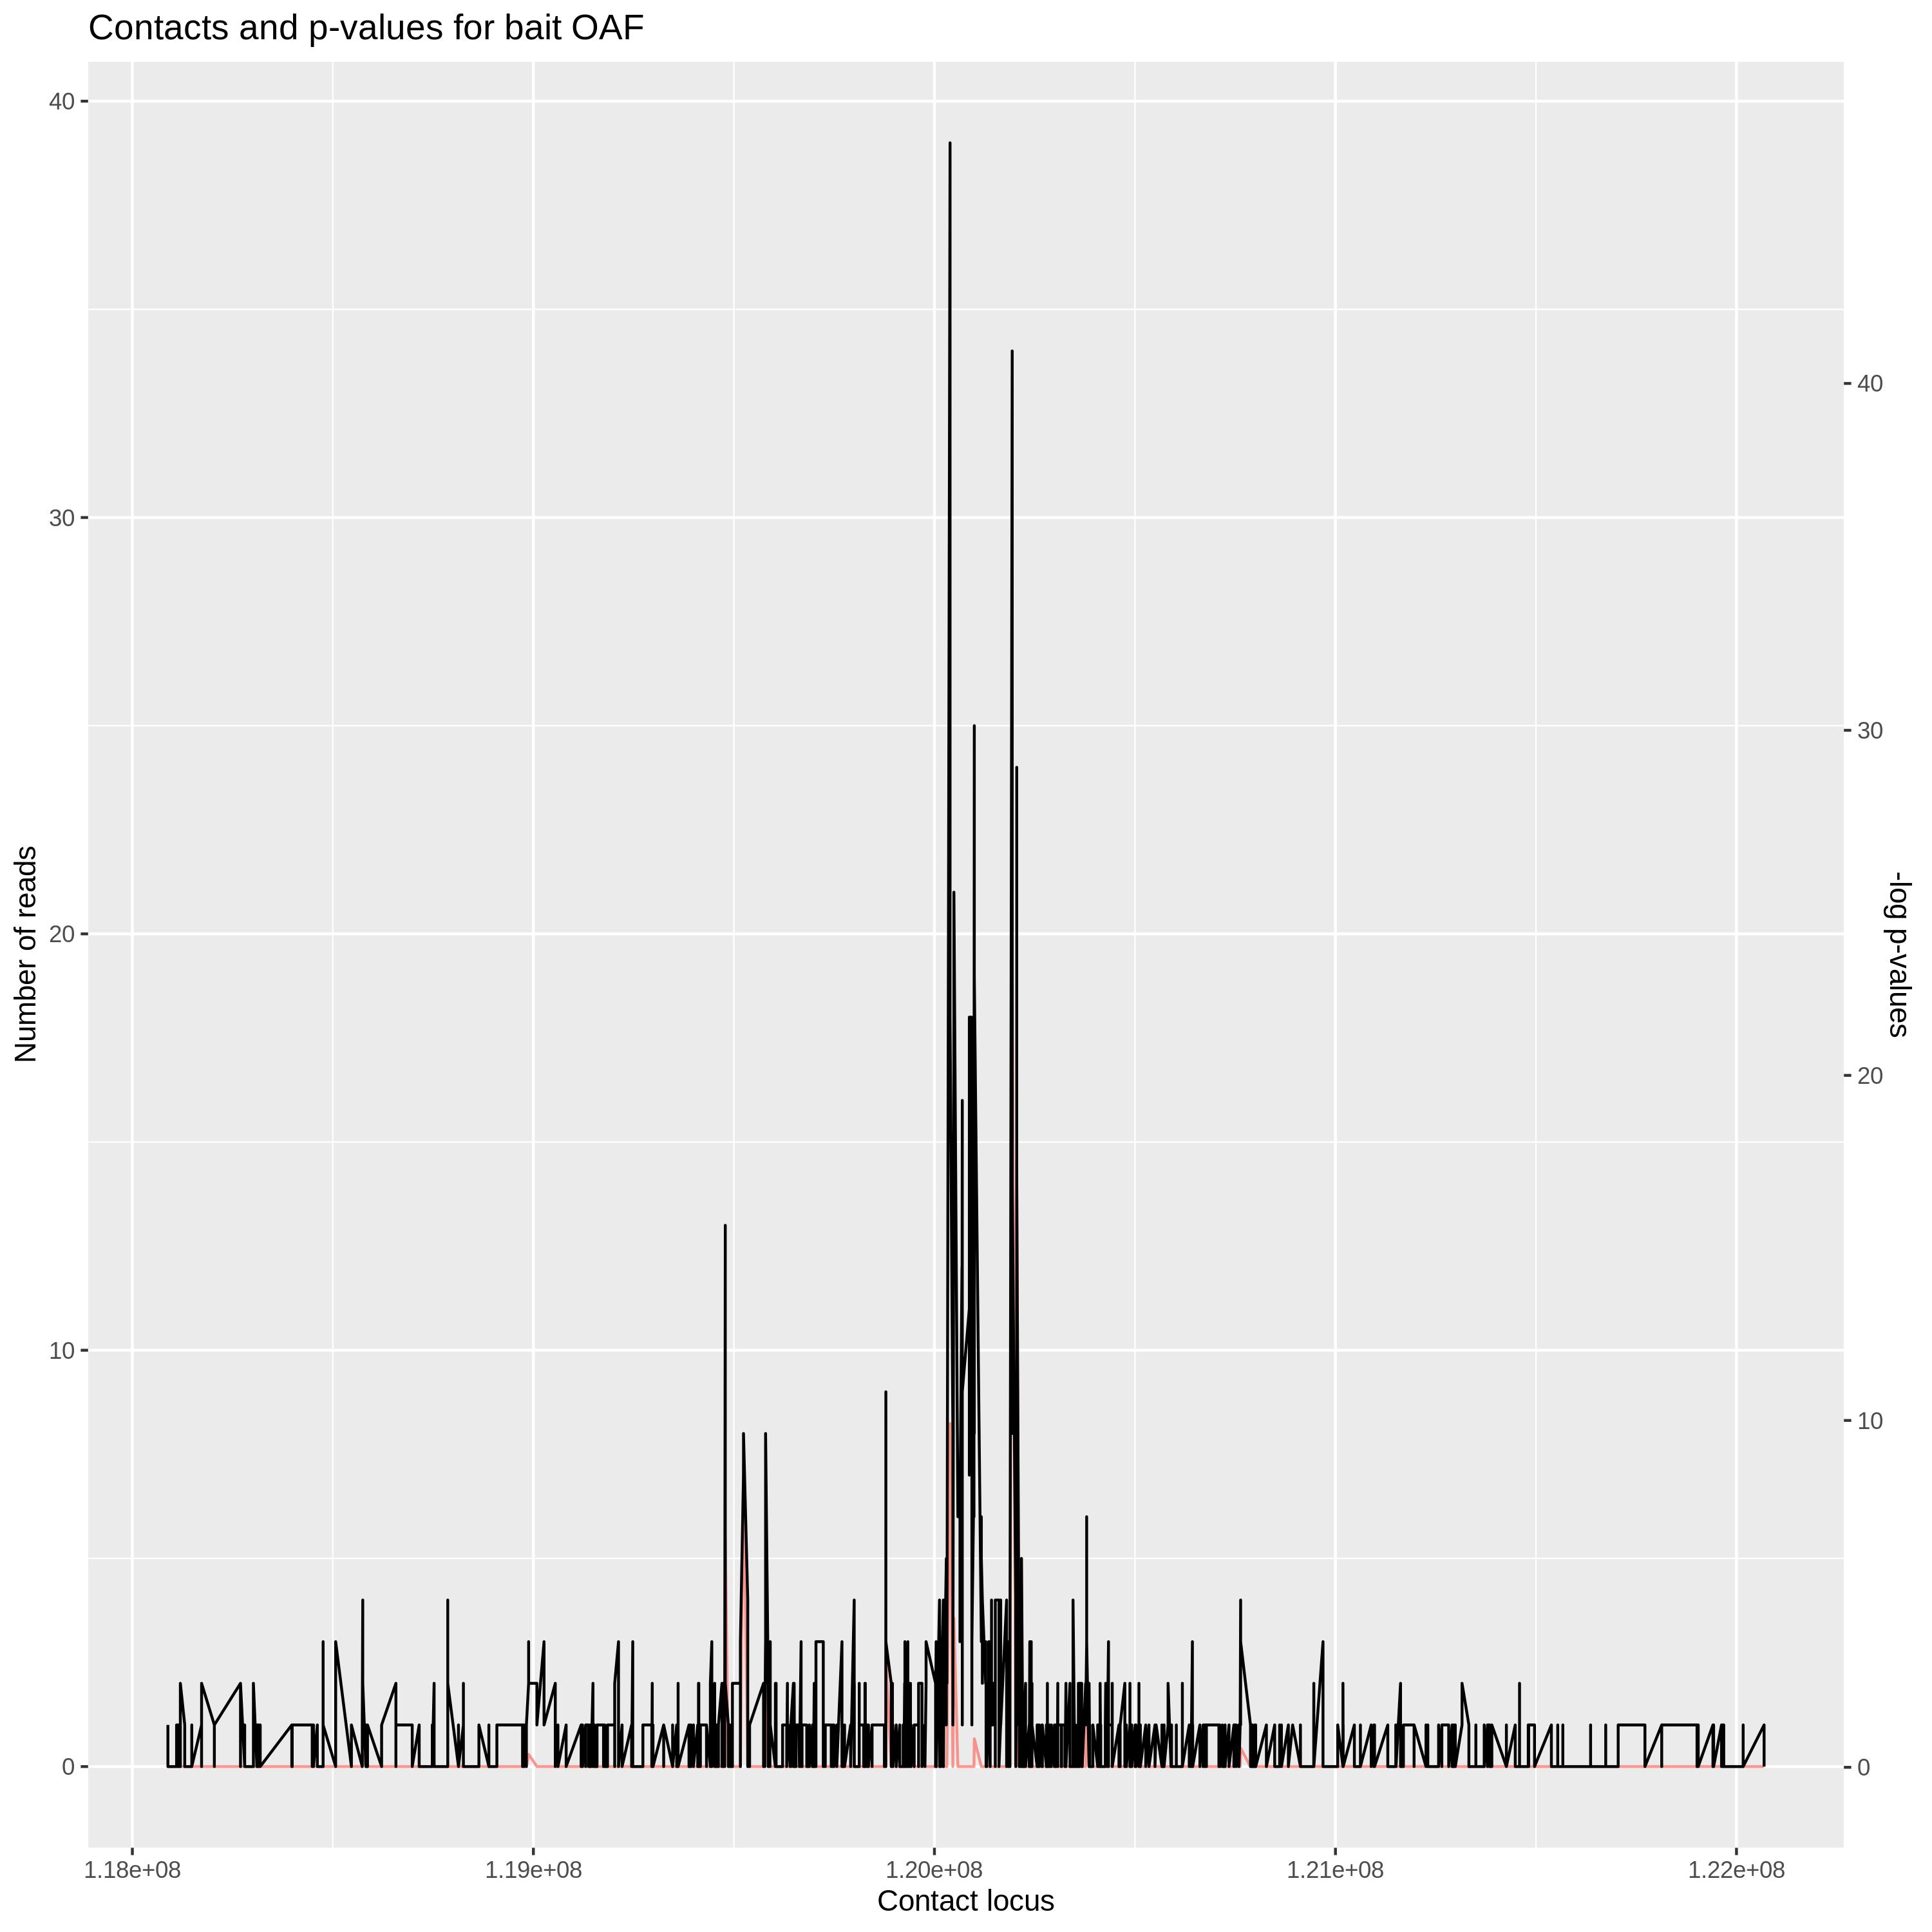 Contacts and p-values for bait OAF
40
30
20
10
0
Number of reads
40
30
20
10
0
-log p-values
1.18e+08
1.19e+08
1.20e+08
1.21e+08
1.22e+08
Contact locus